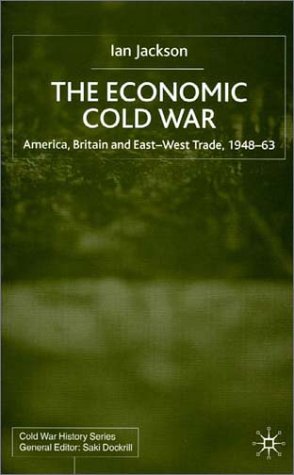 Ian Jackson
THE ECONOMIC
COLD WAR
America, Britain and East–West Trade, 1948–63
Cold War History Series
General Editor: Saki Dockrill